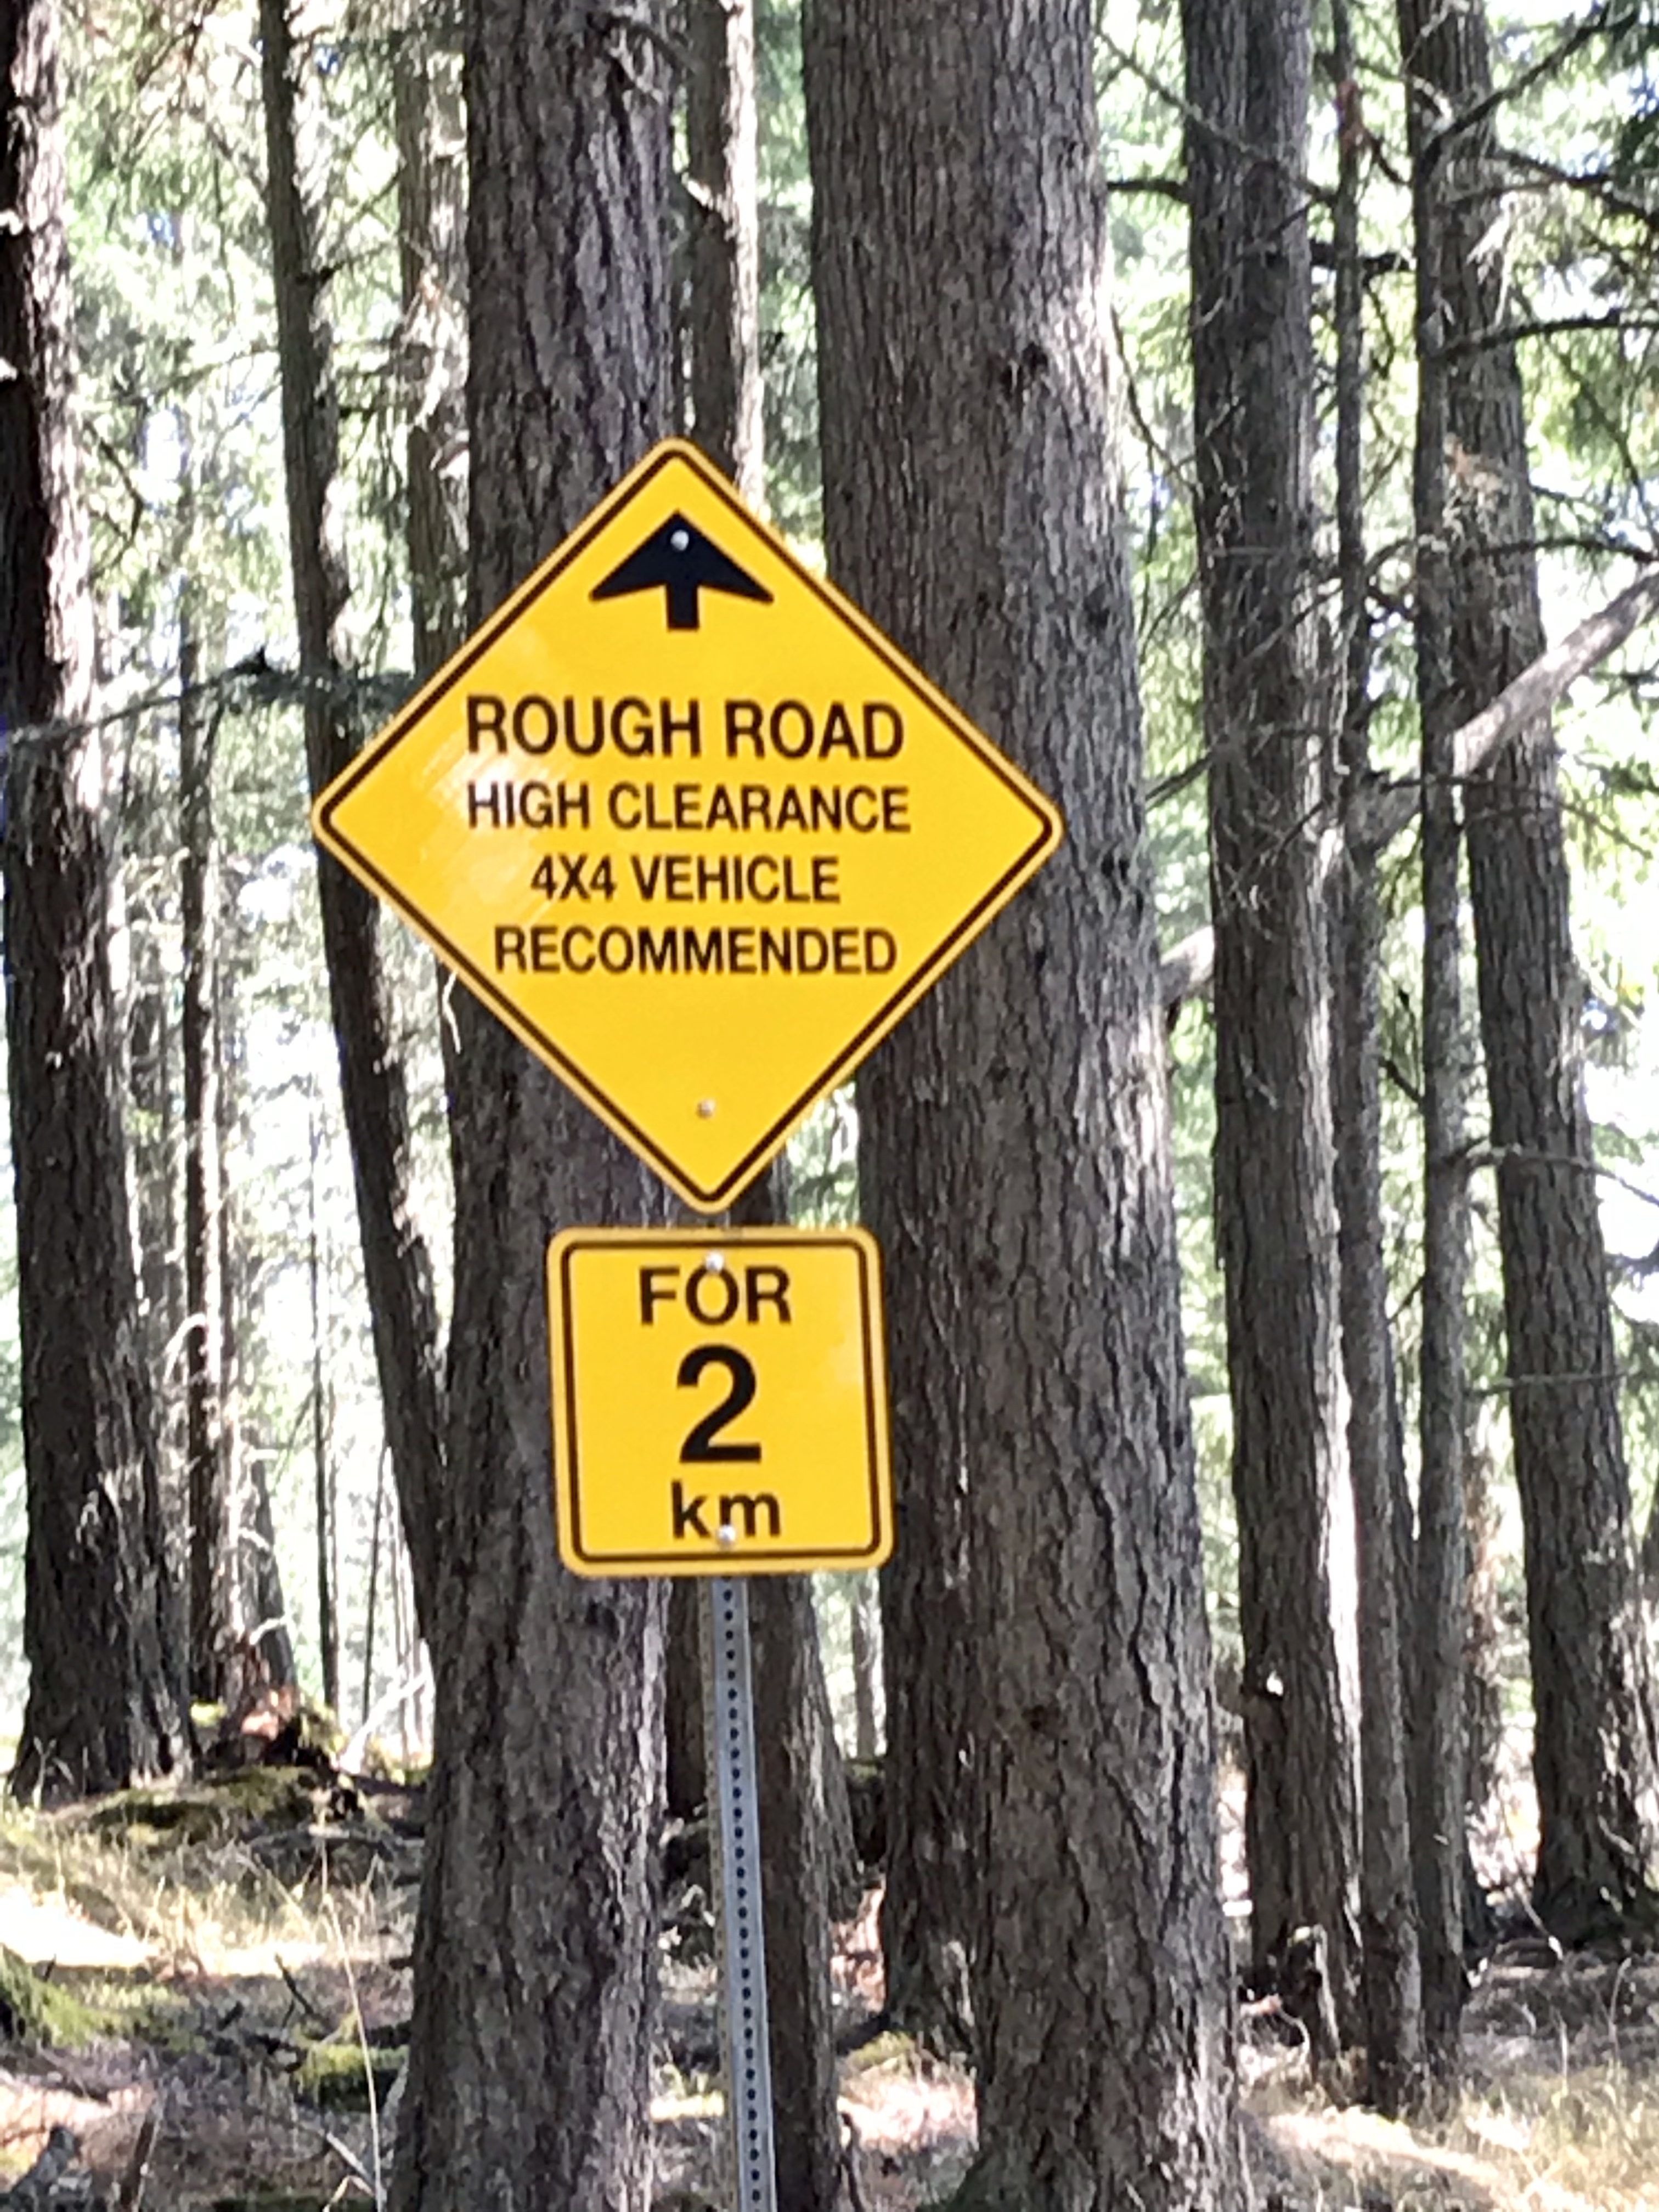 ROUGH ROAD
HIGH CLEARANCE
4X4 VEHICLE
RECOMMENDED
FOR
2
km